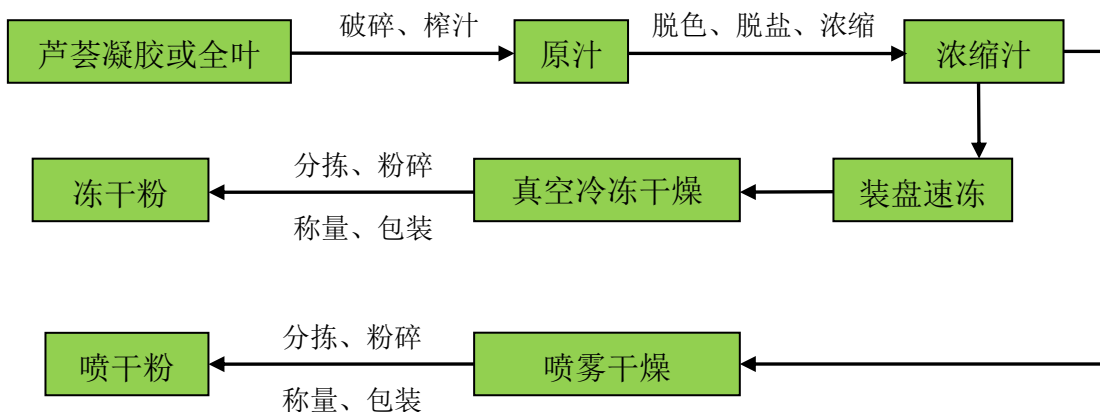 破碎、榨汁
脱色、脱盐、浓缩
芦荟凝胶或全叶
原汁
浓缩汁
分拣、粉碎
冻干粉
真空冷冻干燥
装盘速冻
称量、包装
分拣、粉碎
喷干粉
喷雾干燥
称量、包装